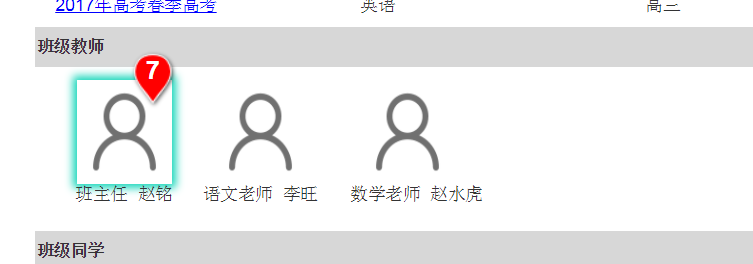 2017年高考春季高考 英语 高三
班级教师
7
班主任 赵铭 语文老师 李旺 数学老师 赵水虎
班级同学